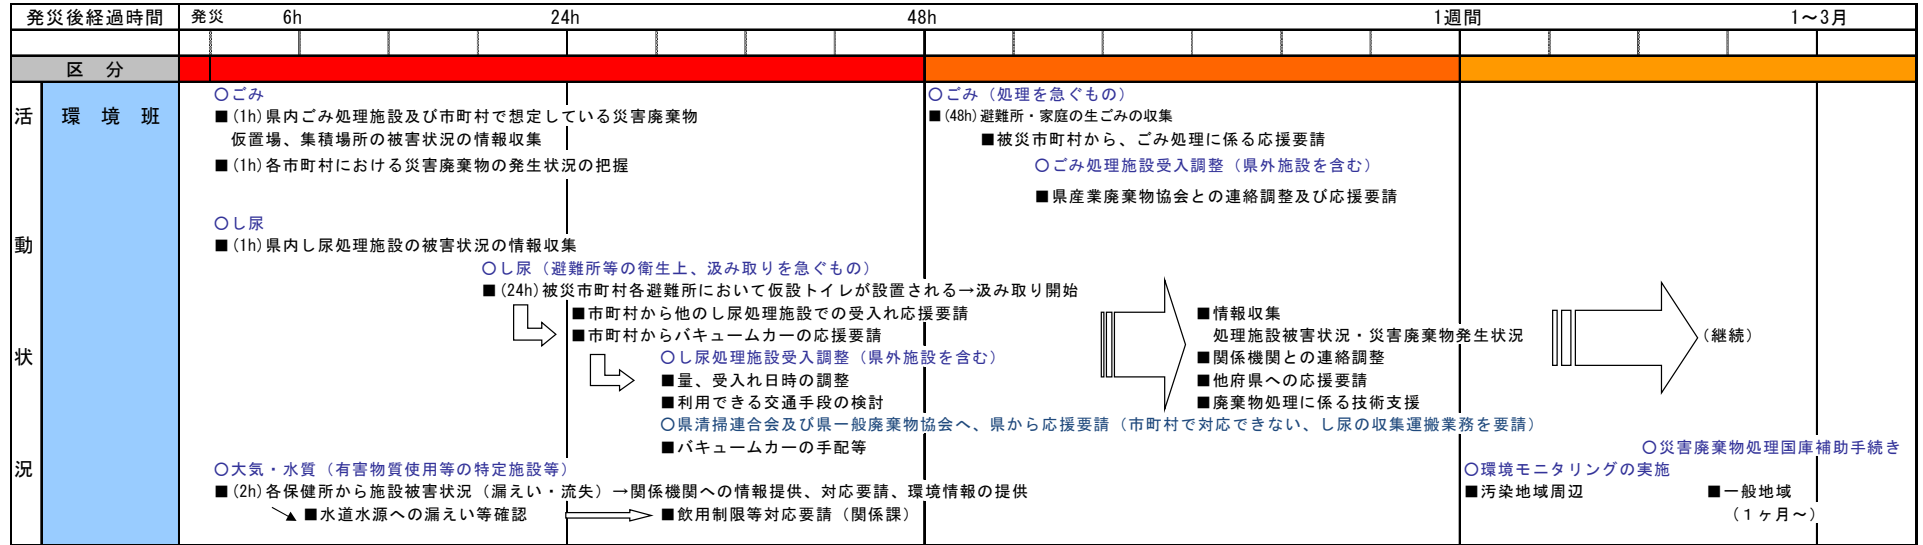 発災後経過時間 発災 6h 24h 48h 1週間 1～3月
区 分
活動状況
環 境 班
○ごみ
■(1h)県内ごみ処理施設及び市町村で想定している災害廃棄物
仮置場、集積場所の被害状況の情報収集
■(1h)各市町村における災害廃棄物の発生状況の把握
○し尿
■(1h)県内し尿処理施設の被害状況の情報収集
○し尿（避難所等の衛生上、汲み取りを急ぐもの）
■(24h)被災市町村各避難所において仮設トイレが設置される→汲み取り開始
■市町村から他のし尿処理施設での受入れ応援要請
■市町村からバキュームカーの応援要請
○し尿処理施設受入調整（県外施設を含む）
■量、受入れ日時の調整
■利用できる交通手段の検討
○県清掃連合会及び県一般廃棄物協会へ、県から応援要請（市町村で対応できない、し尿の収集運搬業務を要請）
■バキュームカーの手配等
○大気・水質（有害物質使用等の特定施設等）
■(2h)各保健所から施設被害状況（漏えい・流失）→関係機関への情報提供、対応要請、環境情報の提供
■水道水源への漏えい等確認
■飲用制限等対応要請（関係課）
○ごみ（処理を急ぐもの）
■(48h)避難所・家庭の生ごみの収集
■被災市町村から、ごみ処理に係る応援要請
○ごみ処理施設受入調整（県外施設を含む）
■県産業廃棄物協会との連絡調整及び応援要請
■情報収集
処理施設被害状況・災害廃棄物発生状況
■関係機関との連絡調整
■他府県への応援要請
■廃棄物処理に係る技術支援
（継続）
○災害廃棄物処理国庫補助手続き
○環境モニタリングの実施
■汚染地域周辺
■一般地域
（１ヶ月～）